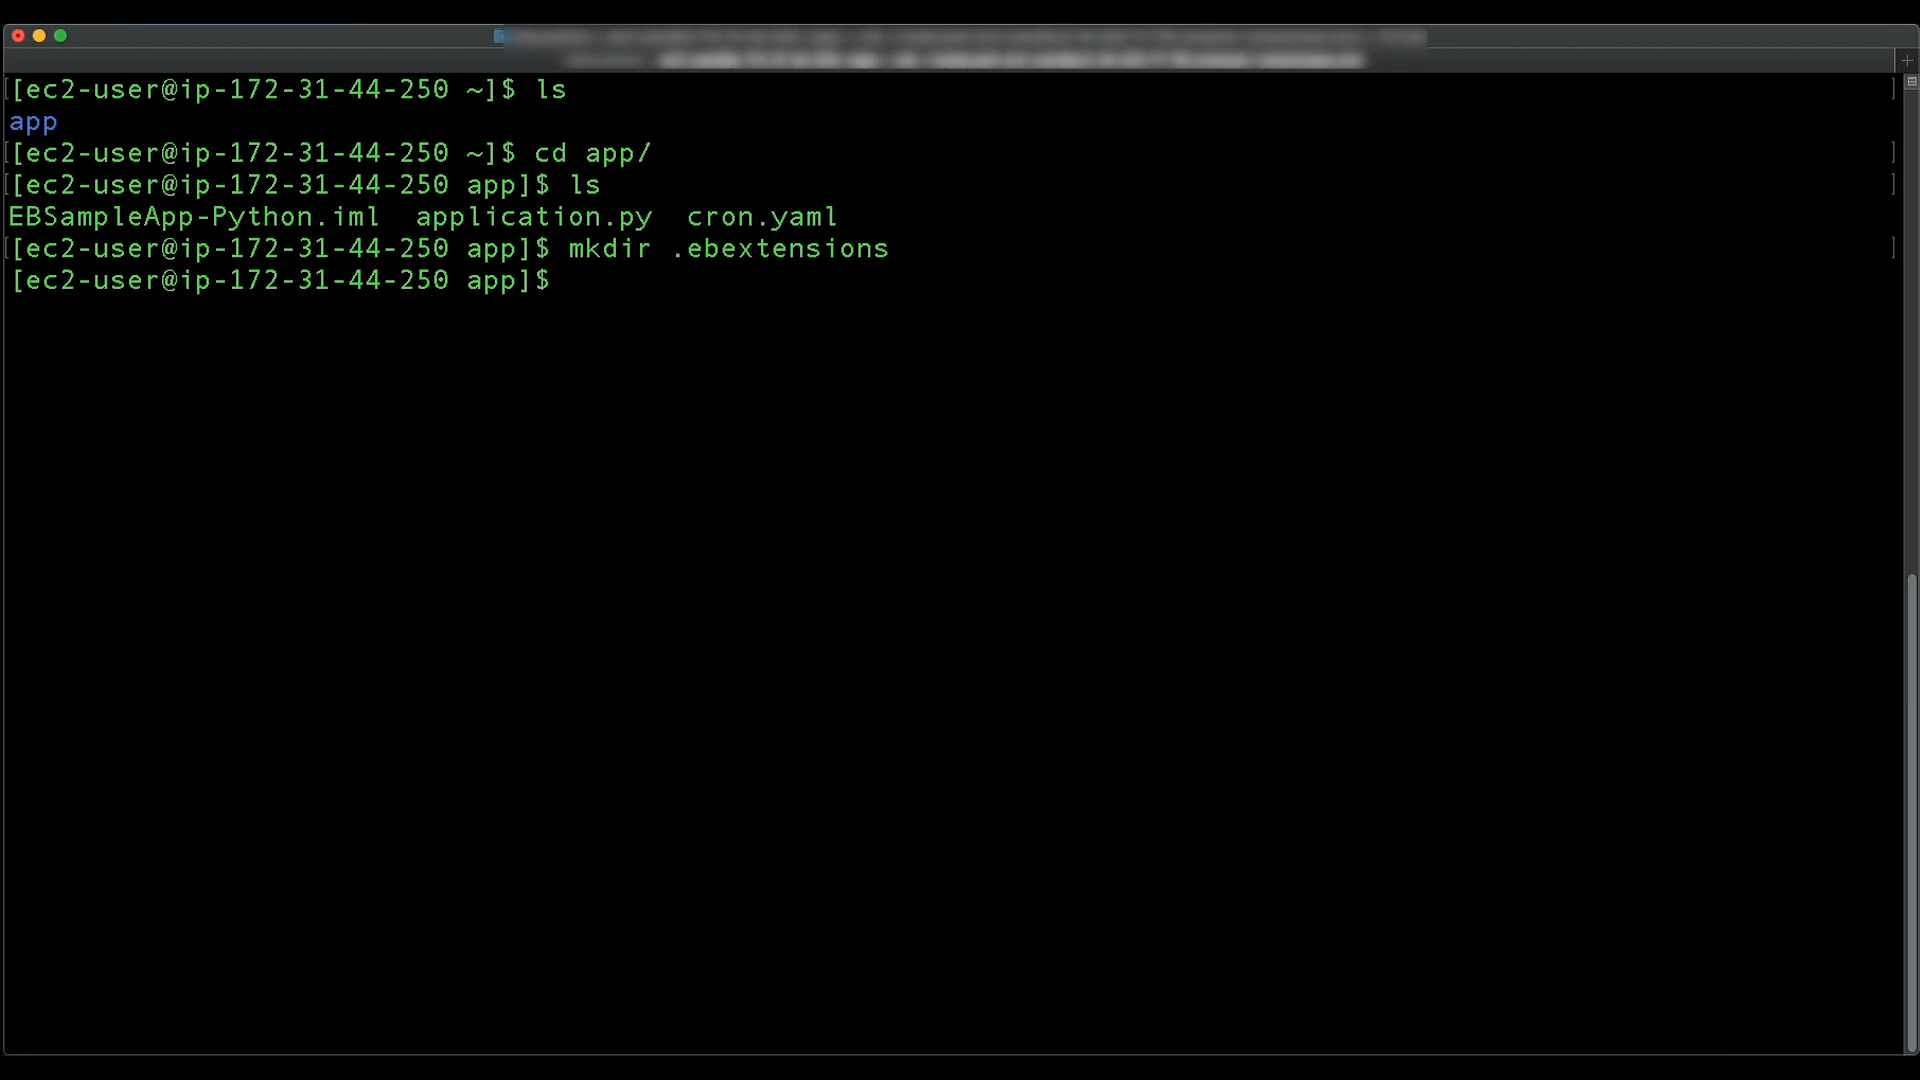 [ec2-user@ip-172-31-44-250 ~]$ ls
app
[ec2-user@ip-172-31-44-250 ~]$ cd app/
[ec2-user@ip-172-31-44-250 app]$ ls
EBSampleApp-Python.iml  application.py  cron.yaml
[ec2-user@ip-172-31-44-250 app]$ mkdir .ebextensions
[ec2-user@ip-172-31-44-250 app]$